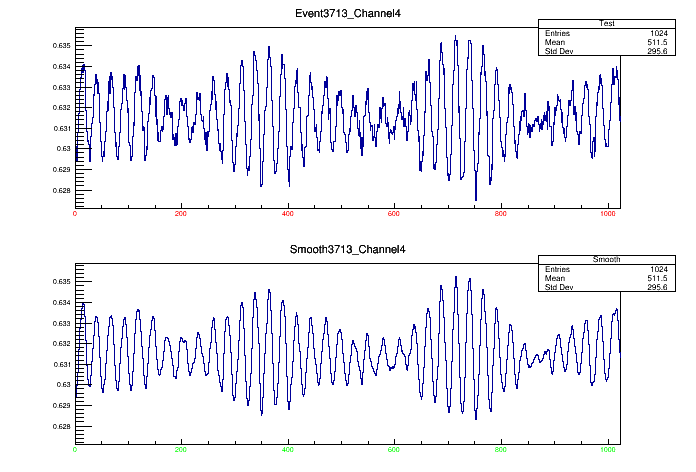 Event3713_Channel4
Test
Entries 1024
Mean 511.5
Std Dev 295.6
0.635
0.634
0.633
0.632
0.631
0.63
0.629
0.628
0 200 400 600 800 1000
Smooth3713_Channel4
Smooth
Entries 1024
Mean 511.5
Std Dev 295.6
0.635
0.634
0.633
0.632
0.631
0.63
0.629
0.628
0 200 400 600 800 1000